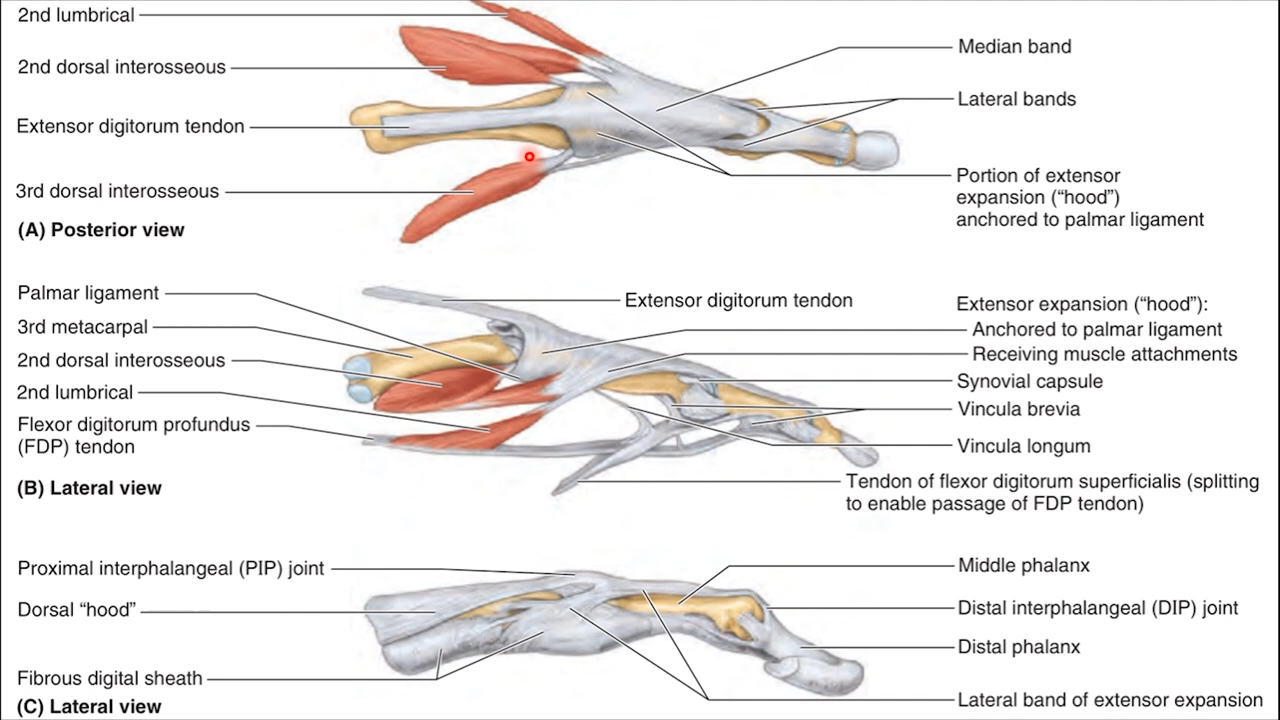 2nd lumbrical
2nd dorsal interosseous
Extensor digitorum tendon
3rd dorsal interosseous
(A) Posterior view
Median band
Lateral bands
Portion of extensor
expansion (“hood”)
anchored to palmar ligament
Palmar ligament
3rd metacarpal
2nd dorsal interosseous
2nd lumbrical
Flexor digitorum profundus
(FDP) tendon
(B) Lateral view
Extensor digitorum tendon
Extensor expansion (“hood”):
Anchored to palmar ligament
Receiving muscle attachments
Synovial capsule
Vincula brevia
Vincula longum
Tendon of flexor digitorum superficialis (splitting
to enable passage of FDP tendon)
Proximal interphalangeal (PIP) joint
Dorsal “hood”
Fibrous digital sheath
(C) Lateral view
Middle phalanx
Distal interphalangeal (DIP) joint
Distal phalanx
Lateral band of extensor expansion